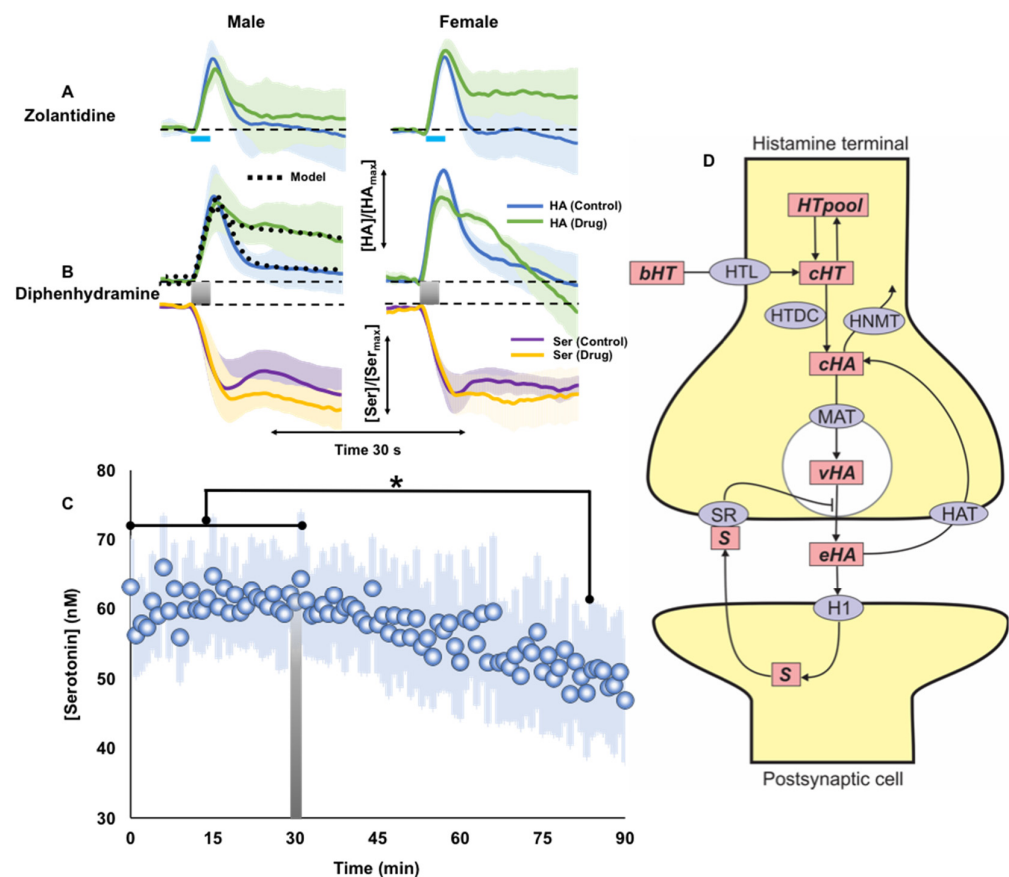 Male
Female
A
Zolantidine
Model
[HA]/[HAmax]
HA (Control)
HA (Drug)
B
Diphenhydramine
Ser (Control)
Ser (Drug)
[Ser]/[Sermax]
Time 30 s
C
*
80
70
60
50
40
30
[Serotonin] (nM)
0
15
30
45
60
75
90
Time (min)
D
Histamine terminal
HTpool
bHT
HTL
cHT
HTDC
HNMT
cHA
MAT
vHA
SR
S
HAT
eHA
H1
S
Postsynaptic cell